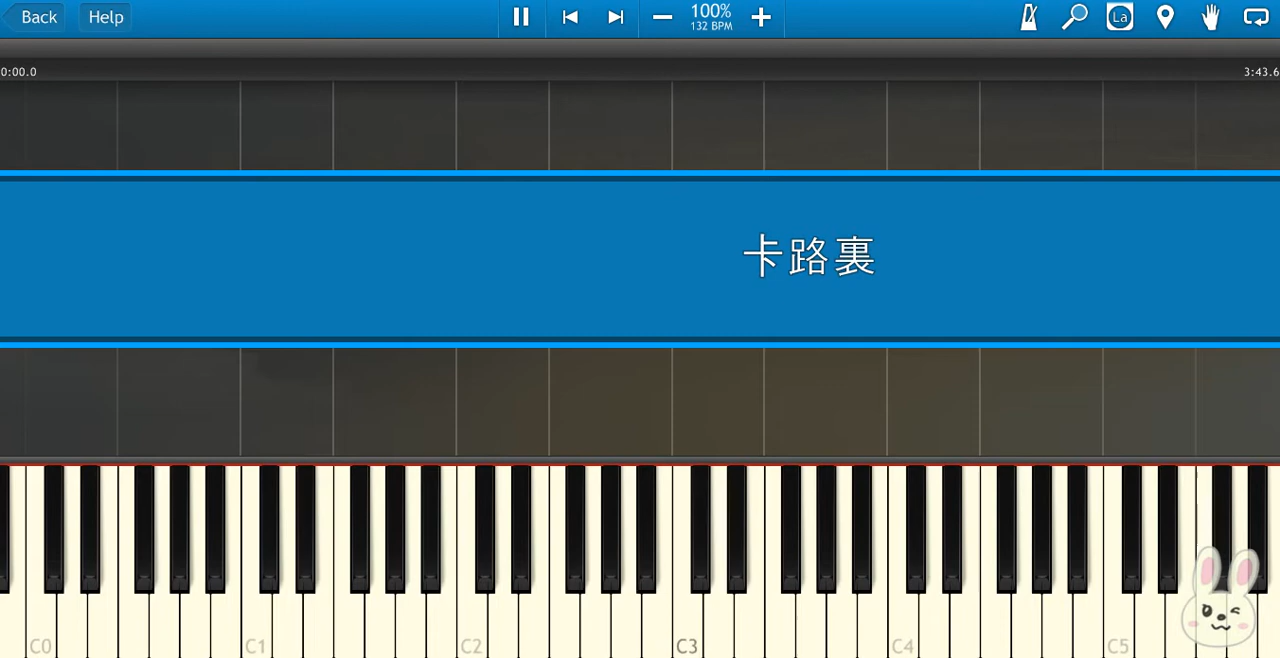 Back Help 100% La
132 BPM
0:00.0 3:43.6
卡路裏
C0 C1 C2 C3 C4 C5